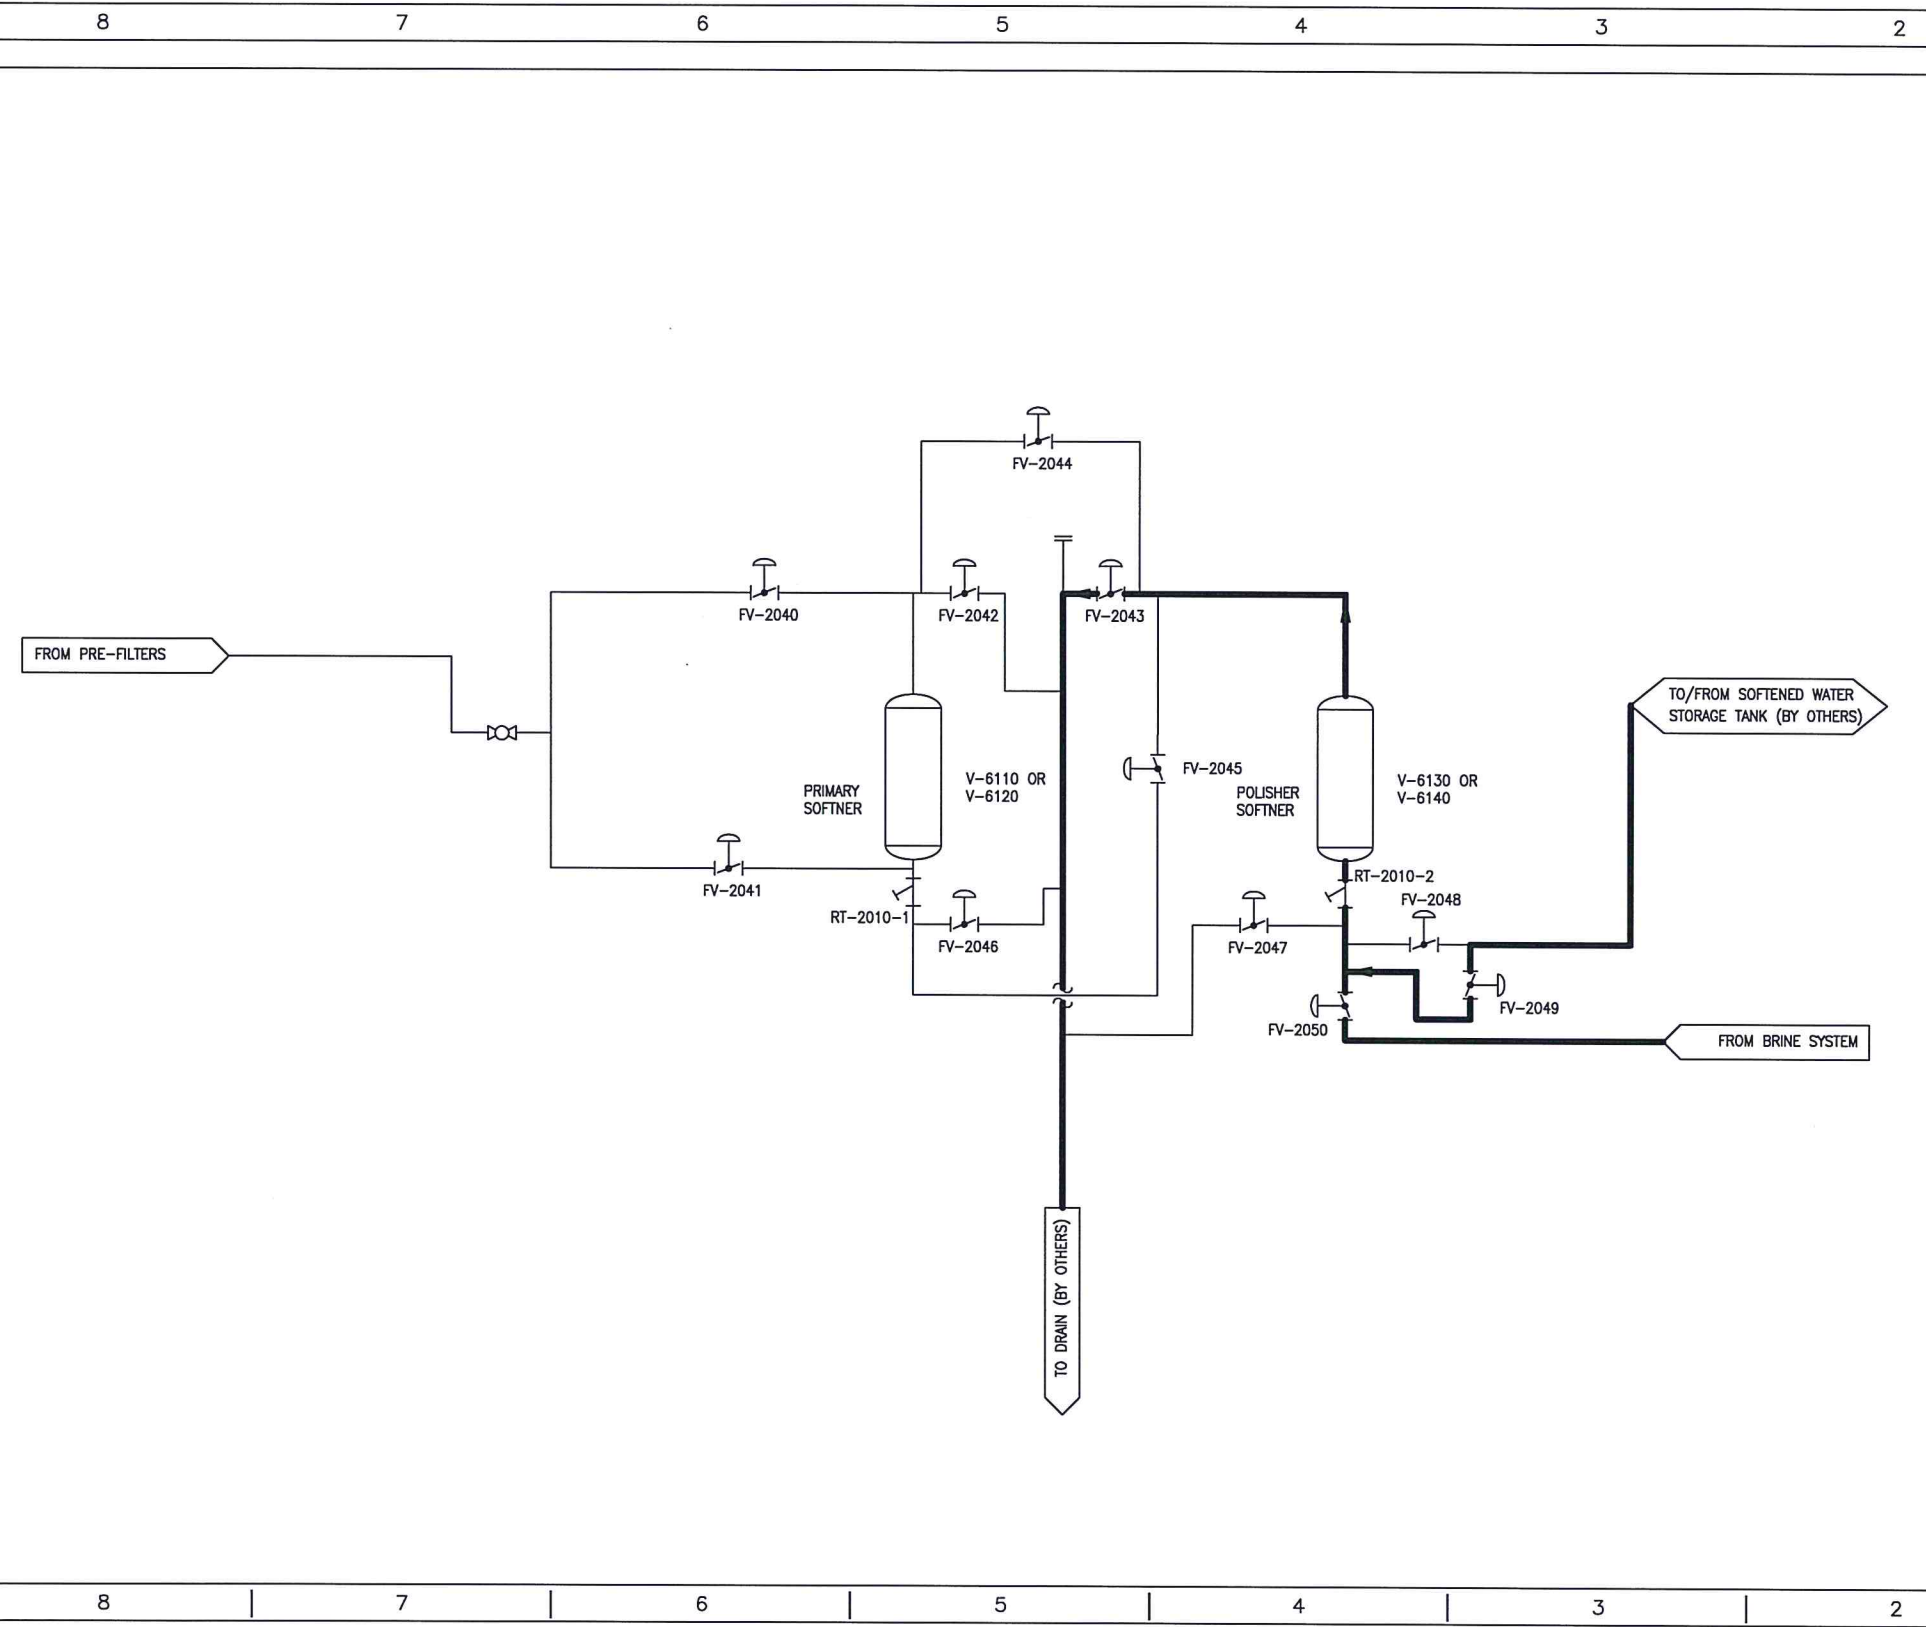 8 7 6 5 4 3 2
FV-2044
FV-2040
FV-2042
FV-2043
FROM PRE-FILTERS
TO/FROM SOFTENED WATER
STORAGE TANK (BY OTHERS)
FV-2045
V-6110 OR
V-6120
PRIMARY
SOFTNER
POLISHER
SOFTNER
V-6130 OR
V-6140
FV-2041
RT-2010-1
FV-2046
RT-2010-2
FV-2048
FV-2047
FV-2049
FV-2050
FROM BRINE SYSTEM
TO DRAIN (BY OTHERS)
8 7 6 5 4 3 2